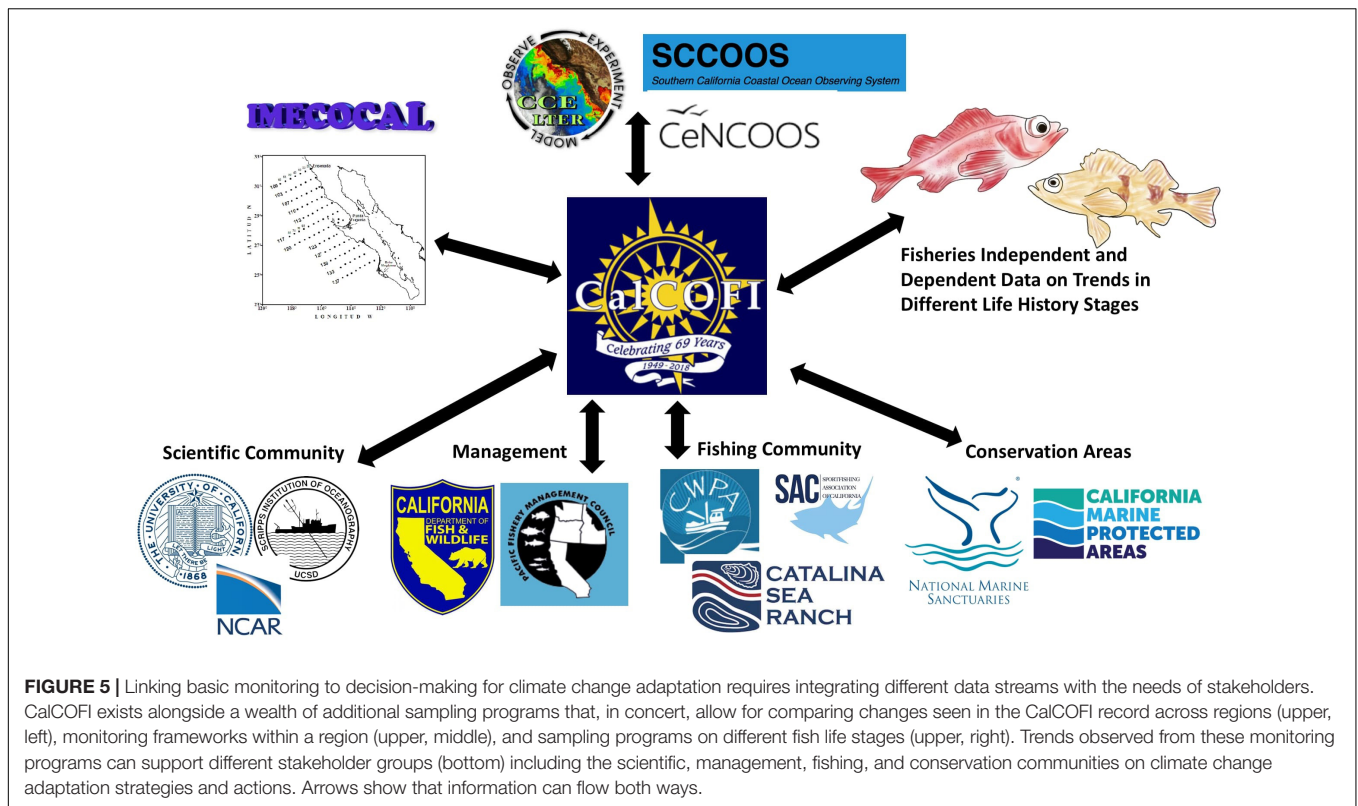 IMECOCAL
OBSERVE
EXPERIMENT
MODEL
CCE
LTER
SCCOOS
Southern California Coastal Ocean Observing System
CeNCOOS
LATITUD N
LONGITUD W
Ensenada
CalCOFI
Celebrating 69 Years
1949-2018
Fisheries Independent and
Dependent Data on Trends in
Different Life History Stages
Scientific Community
Management
Fishing Community
Conservation Areas
THE UNIVERSITY OF CALIFORNIA
LET THERE BE LIGHT
1868
SCRIPPS INSTITUTION OF OCEANOGRAPHY
UCSD
NCAR
CALIFORNIA
DEPARTMENT OF
FISH &
WILDLIFE
PACIFIC FISHERY MANAGEMENT COUNCIL
CWPA
SAC
SPORTFISHING
ASSOCIATION
OF CALIFORNIA
CATALINA
SEA
RANCH
NATIONAL MARINE
SANCTUARIES
®
CALIFORNIA
MARINE
PROTECTED
AREAS
FIGURE 5 | Linking basic monitoring to decision-making for climate change adaptation requires integrating different data streams with the needs of stakeholders.
CalCOFI exists alongside a wealth of additional sampling programs that, in concert, allow for comparing changes seen in the CalCOFI record across regions (upper,
left), monitoring frameworks within a region (upper, middle), and sampling programs on different fish life stages (upper, right). Trends observed from these monitoring
programs can support different stakeholder groups (bottom) including the scientific, management, fishing, and conservation communities on climate change
adaptation strategies and actions. Arrows show that information can flow both ways.